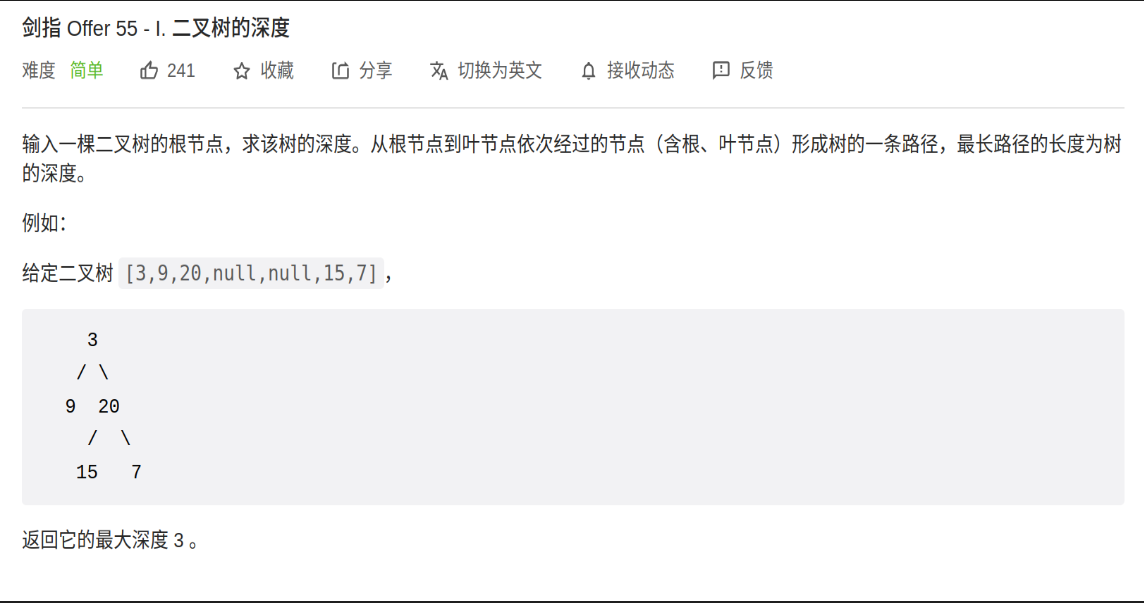 剑指 Offer 55 - I. 二叉树的深度
难度 简单 241 收藏 分享 切换为英文 接收动态 反馈
输入一棵二叉树的根节点，求该树的深度。从根节点到叶节点依次经过的节点（含根、叶节点）形成树的一条路径，最长路径的长度为树
的深度。
例如：
给定二叉树 [3,9,20,null,null,15,7]，
3
/ \
9 20
/ \
15 7
返回它的最大深度 3 。